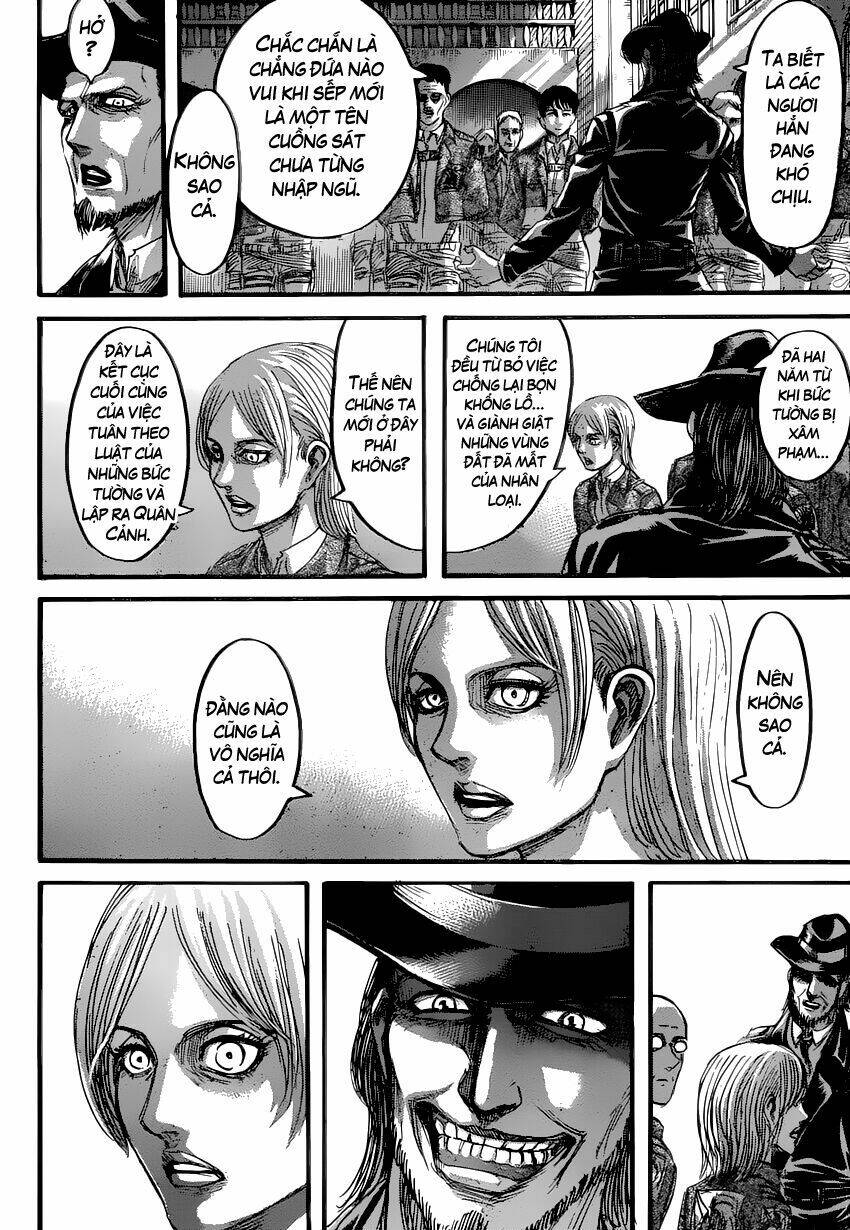 TA BIẾT
LÀ CÁC
NGƯƠI
HẲN
ĐANG
KHÓ
CHỊU.
CHẮC CHẮN LÀ
CHẲNG ĐỨA NÀO
VUI KHI SẾP MỚI
LÀ MỘT TÊN
CUỒNG SÁT
CHƯA TỪNG
NHẬP NGŨ.
KHÔNG
SAO
CẢ.
HỞ
?
ĐÃ HAI
NĂM TỪ
KHI BỨC
TƯỜNG BỊ
XÂM
PHẠM...
CHÚNG TÔI
ĐỀU TỪ BỎ VIỆC
CHỐNG LẠI BỌN
KHỔNG LỒ...
VÀ GIÀNH GIẬT
NHỮNG VÙNG
ĐẤT ĐÃ MẤT
CỦA NHÂN
LOẠI.
THẾ NÊN
CHÚNG TA
MỚI Ở ĐÂY
PHẢI
KHÔNG?
ĐÂY LÀ
KẾT CỤC
CUỐI CÙNG
CỦA VIỆC
TUÂN THEO
LUẬT CỦA
NHỮNG BỨC
TƯỜNG VÀ
LẬP RA QUÂN
CẢNH.
NÊN
KHÔNG
SAO
CẢ.
ĐẰNG NÀO
CŨNG LÀ
VÔ NGHĨA
CẢ THÔI.